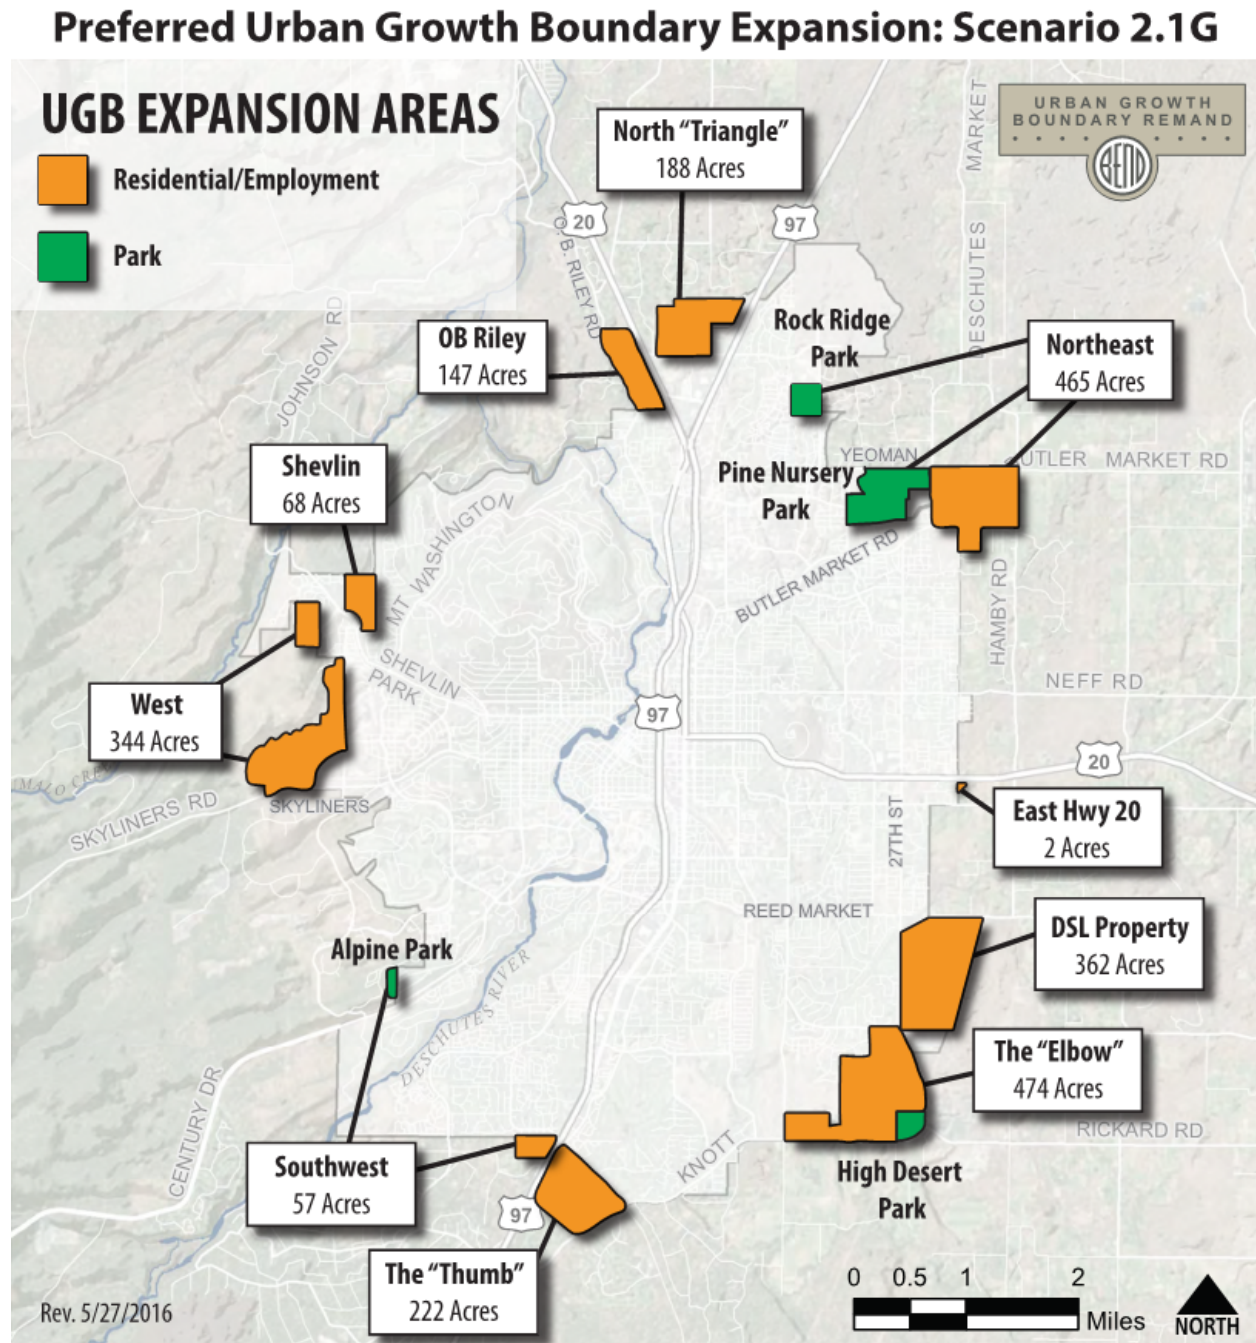 Preferred Urban Growth Boundary Expansion: Scenario 2.1G
UGB EXPANSION AREAS
Residential/Employment
Park
URBAN GROWTH
BOUNDARY REMAND
BEND
North “Triangle”
188 Acres
20
97
O. B. RILEY RD
DESCHUTES MARKET
JOHNSON RD
OB Riley
147 Acres
Rock Ridge
Park
Northeast
465 Acres
Shevlin
68 Acres
YEOMAN
BUTLER MARKET RD
Pine Nursery
Park
MT WASHINGTON
BUTLER MARKET RD
HAMBY RD
SHEVLIN
PARK
NEFF RD
West
344 Acres
97
20
SKYLINERS RD
SKYLINERS
East Hwy 20
2 Acres
27TH ST
REED MARKET
DSL Property
362 Acres
Alpine Park
DESCHUTES RIVER
The “Elbow”
474 Acres
CENTURY DR
KNOTT
RICKARD RD
Southwest
57 Acres
High Desert
Park
97
The “Thumb”
222 Acres
0 0.5 1 2
Miles
NORTH
Rev. 5/27/2016